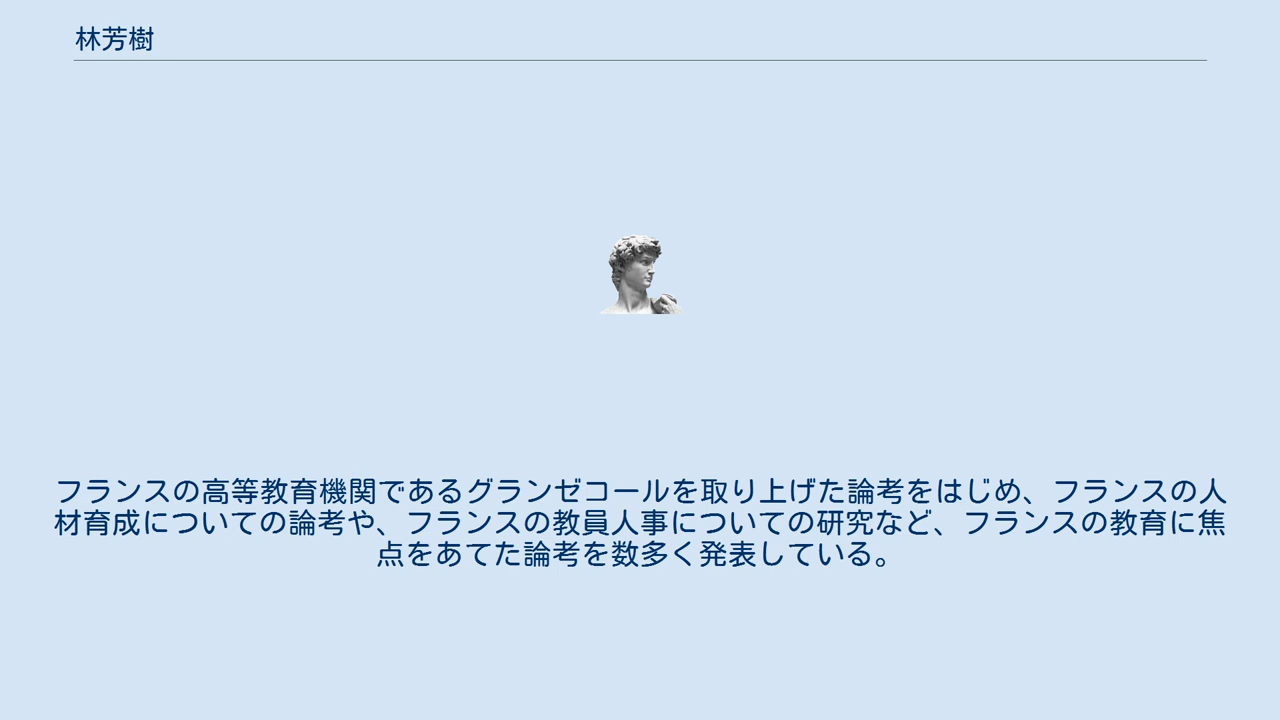 林芳樹
フランスの高等教育機関であるグランゼコールを取り上げた論考をはじめ、フランスの人
材育成についての論考や、フランスの教員人事についての研究など、フランスの教育に焦
点をあてた論考を数多く発表している。